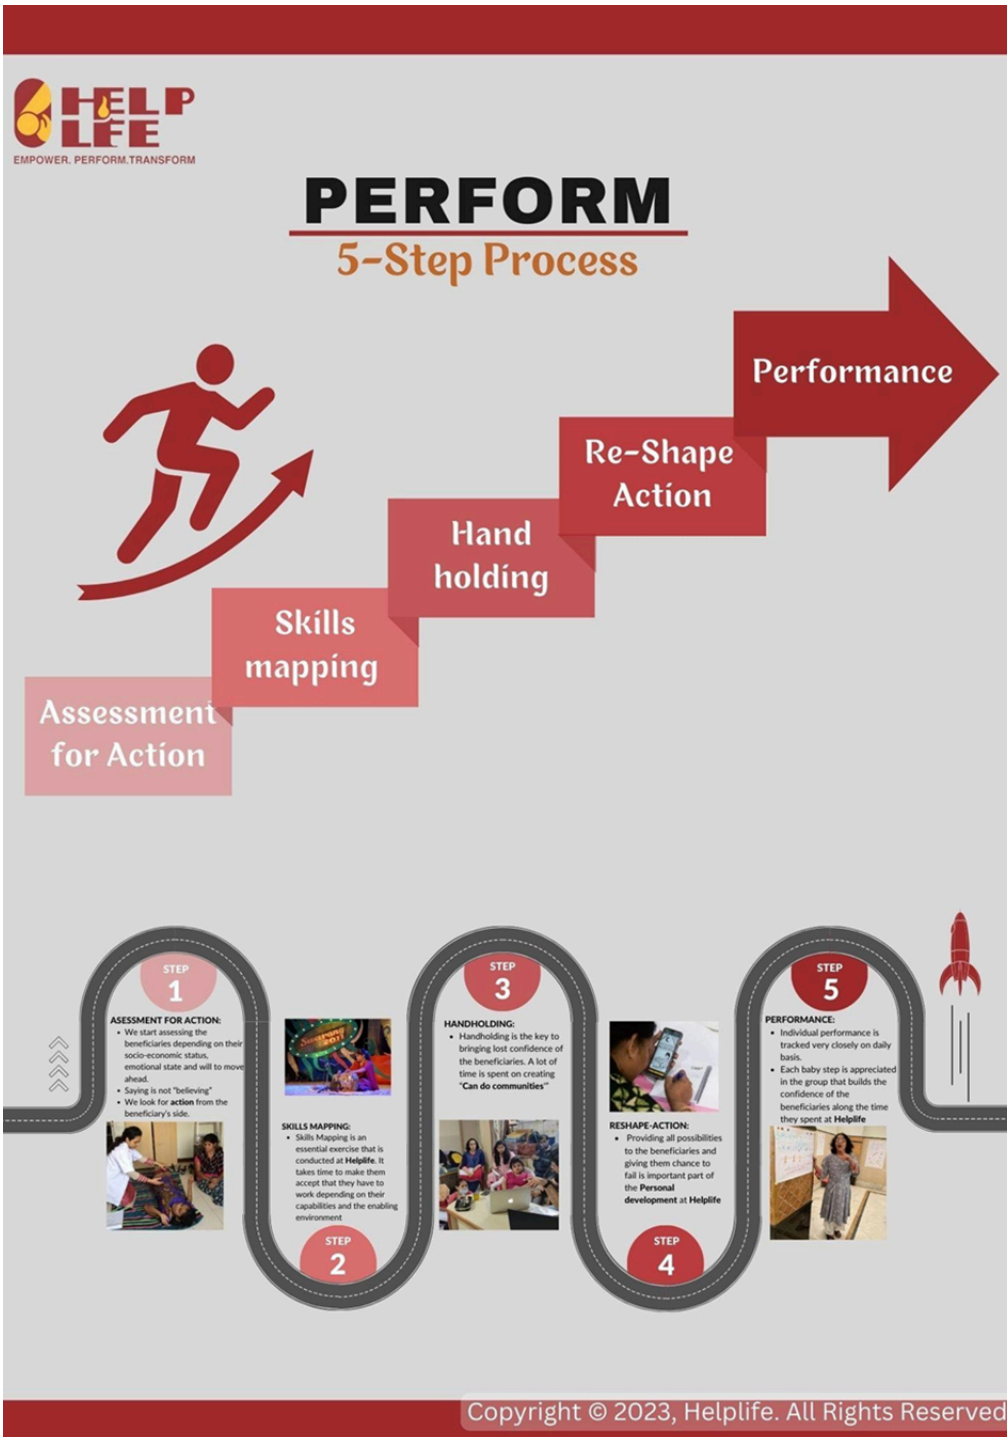 HELP
LFE
EMPOWER. PERFORM.TRANSFORM
PERFORM
5-Step Process
Performance
Re-Shape
Action
Hand
holding
Skills
mapping
Assessment
for Action
STEP
1
ASESSMENT FOR ACTION:
• We start assessing the
beneficiaries depending on their
socio-economic status,
emotional state and will to move
ahead.
• Saying is not "believing"
• We look for action from the
beneficiary's side.
SKILLS MAPPING:
• Skills Mapping is an
essential exercise that is
conducted at Helplife. It
takes time to make them
accept that they have to
work depending on their
capabilities and the enabling
environment
STEP
2
STEP
3
HANDHOLDING:
• Handholding is the key to
bringing lost confidence of
the beneficiaries. A lot of
time is spent on creating
"Can do communities'"
RESHAPE-ACTION:
• Providing all possibilities
to the beneficiaries and
giving them chance to
fail is important part of
the Personal
development at Helplife
STEP
4
STEP
5
PERFORMANCE:
• Individual performance is
tracked very closely on daily
basis.
• Each baby step is appreciated
in the group that builds the
confidence of the
beneficiaries along the time
they spent at Helplife
Copyright © 2023, Helplife. All Rights Reserved